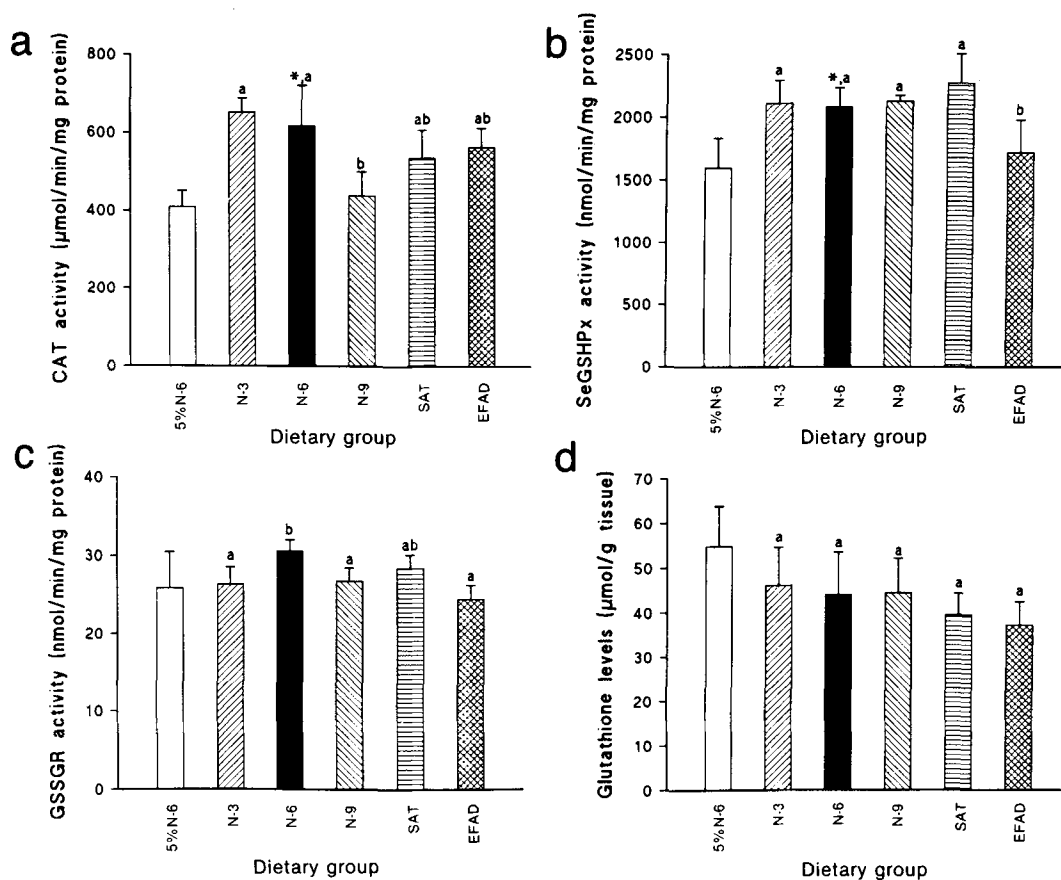 a
CAT activity (µmol/min/mg protein)
800
600
400
200
0
a
*,a
b
ab
ab
5%N-6
N-3
N-6
N-9
SAT
EFAD
Dietary group
b
SeGSHPx activity (nmol/min/mg protein)
2500
2000
1500
1000
500
0
a
*,a
a
a
b
5%N-6
N-3
N-6
N-9
SAT
EFAD
Dietary group
c
GSSGR activity (nmol/min/mg protein)
40
30
20
10
0
a
b
a
ab
a
5%N-6
N-3
N-6
N-9
SAT
EFAD
Dietary group
d
Glutathione levels (µmol/g tissue)
70
60
50
40
30
20
10
0
a
a
a
a
a
5%N-6
N-3
N-6
N-9
SAT
EFAD
Dietary group